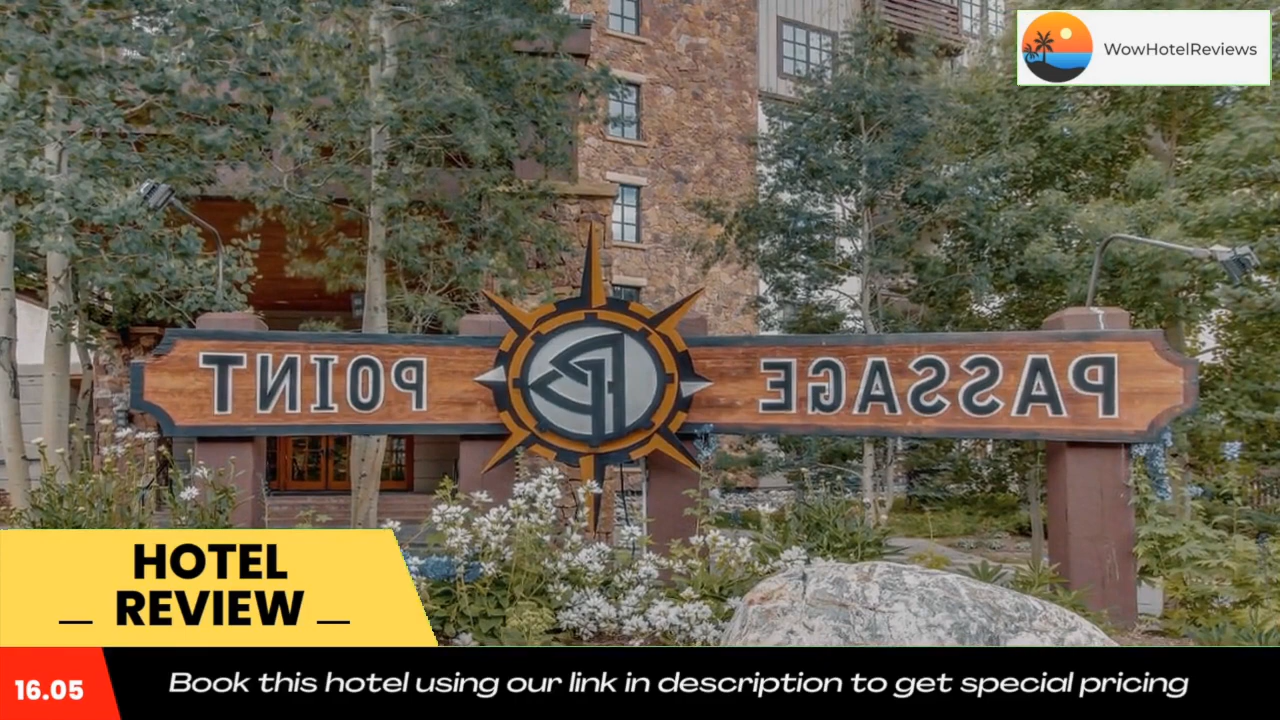 WowHotelReviews
PASSAGE POINT
HOTEL
REVIEW
16.05
Book this hotel using our link in description to get special pricing